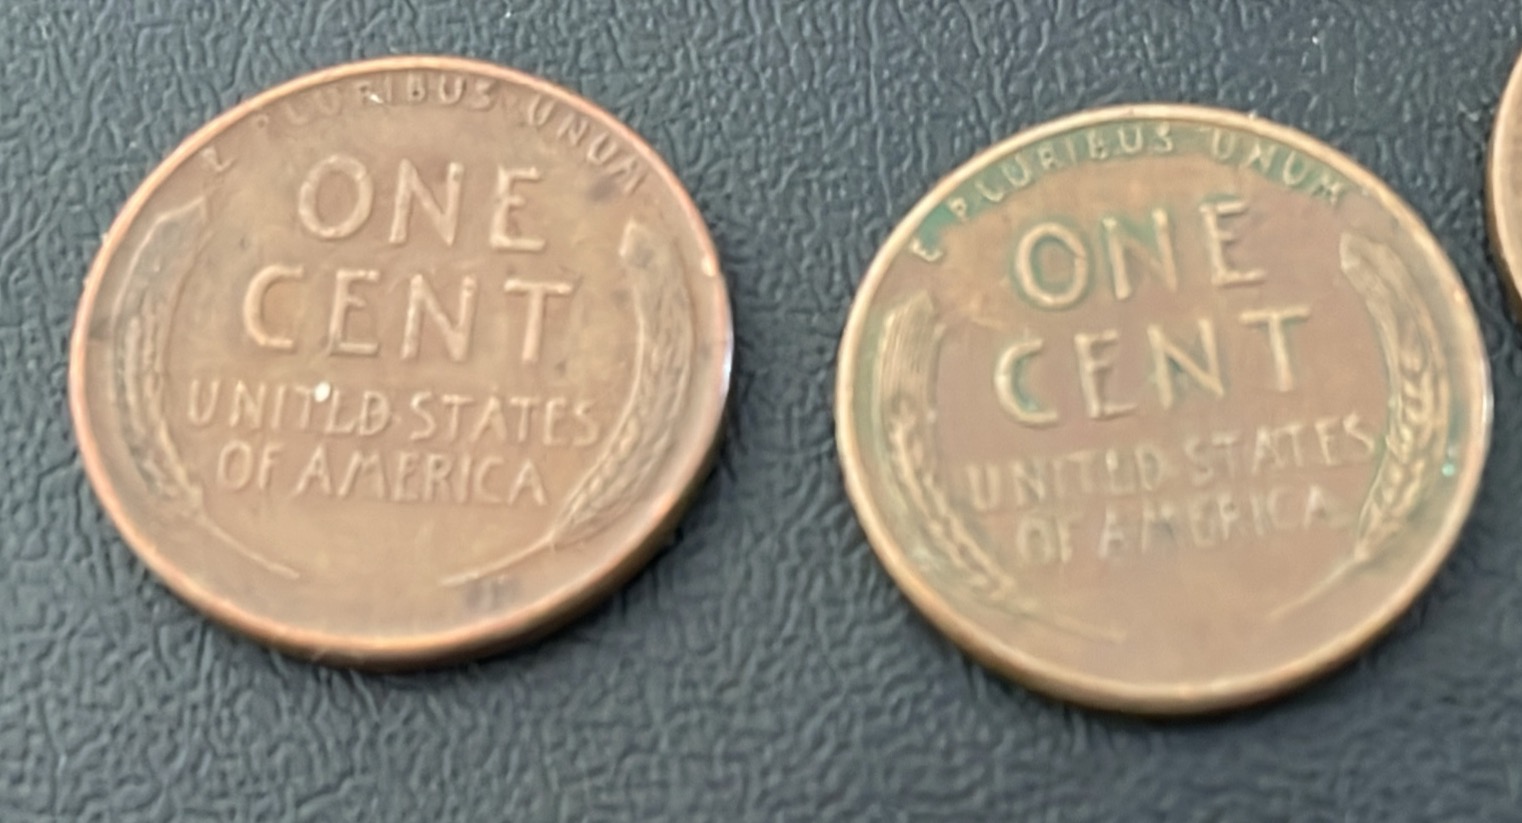 E PLURIBUS UNUM
ONE
CENT
UNITED STATES
OF AMERICA
E PLURIBUS UNUM
ONE
CENT
UNITED STATES
OF AMERICA